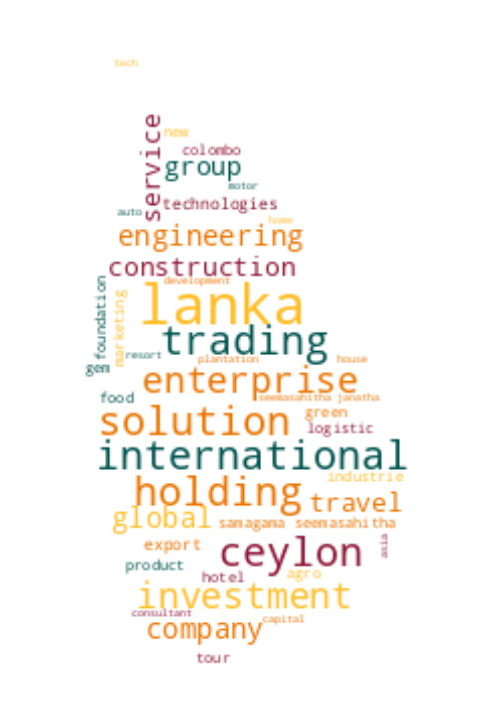 tech
service
new
colombo
group
motor
technologies
auto
home
engineering
construction
development
foundation
marketing
lanka
trading
resort
plantation
house
gem
enterprise
food
seemasahitha janatha
solution
green
logistic
international
industrie
holding
travel
global
samagama seemasahitha
export
ceylon
asia
product
hotel
agro
investment
consultant
capital
company
tour